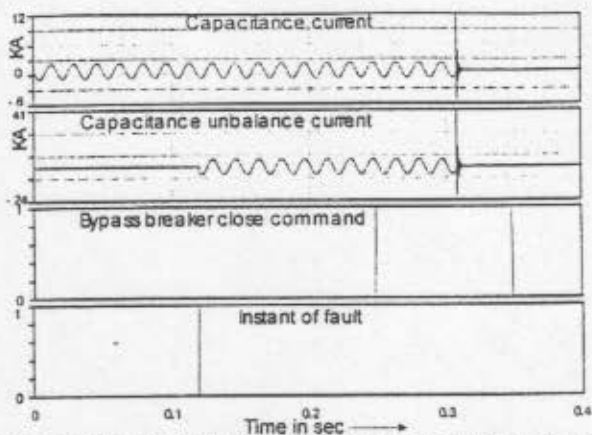 Capacitance current
12
KA
0
-6
41
Capacitance unbalance current
KA
-24
1
Bypass breaker close command
0
1
Instant of fault
0
0 0.1 0.2 0.3 0.4
Time in sec